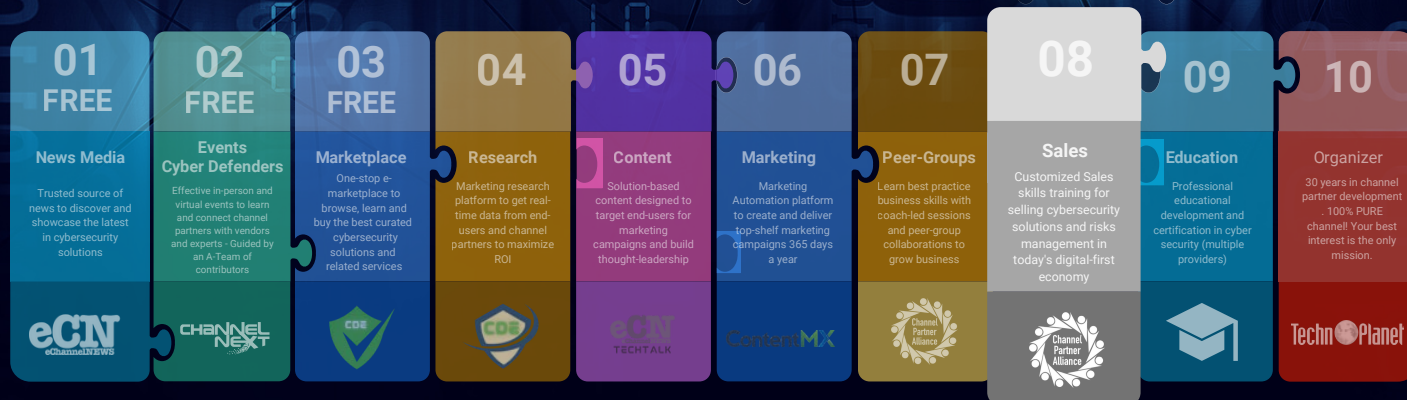 01
FREE
News Media
Trusted source of
news to discover and
showcase the latest
in cybersecurity
solutions
eCN
eChannelNEWS
02
FREE
Events
Cyber Defenders
Effective in-person and
virtual events to learn
and connect channel
partners with vendors
and experts - Guided by
an A-Team of
contributors
CHANNEL
NEXT
03
FREE
Marketplace
One-stop e-
marketplace to
browse, learn and
buy the best curated
cybersecurity
solutions and
related services
CDE
04
Research
Marketing research
platform to get real-
time data from end-
users and channel
partners to maximize
ROI
CDE
05
Content
Solution-based
content designed to
target end-users for
marketing
campaigns and build
thought-leadership
eCN
TECHTALK
06
Marketing
Marketing
Automation platform
to create and deliver
top-shelf marketing
campaigns 365 days
a year
ContentMX
07
Peer-Groups
Learn best practice
business skills with
coach-led sessions
and peer-group
collaborations to
grow business
Channel
Partner
Alliance
08
Sales
Customized Sales
skills training for
selling cybersecurity
solutions and risks
management in
today's digital-first
economy
Channel
Partner
Alliance
09
Education
Professional
educational
development and
certification in cyber
security (multiple
providers)
10
Organizer
30 years in channel
partner development
. 100% PURE
channel! Your best
interest is the only
mission.
TechnoPlanet